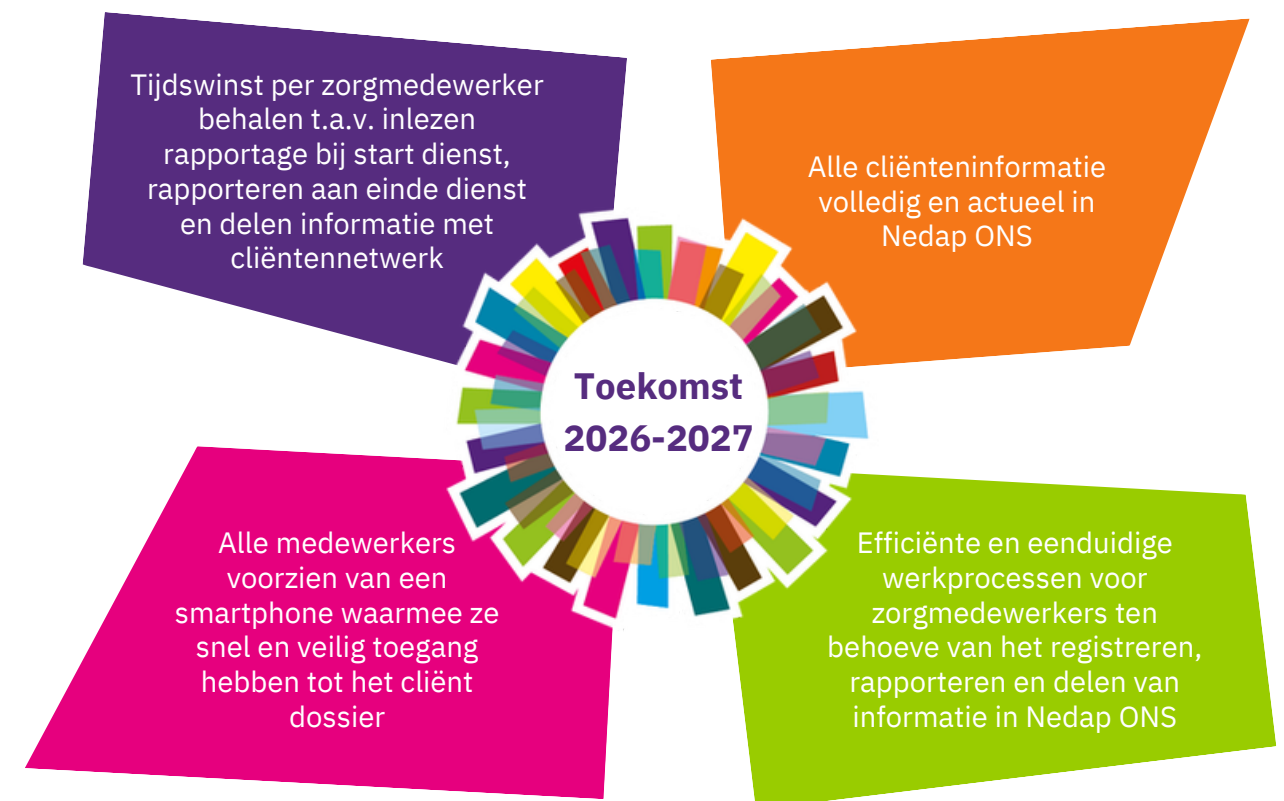 Tijdswinst per zorgmedewerker
behalen t.a.v. inlezen
rapportage bij start dienst,
rapporteren aan einde dienst
en delen informatie met
cliëntennetwerk
Alle cliënteninformatie
volledig en actueel in
Nedap ONS
Toekomst
2026-2027
Alle medewerkers
voorzien van een
smartphone waarmee ze
snel en veilig toegang
hebben tot het cliënt
dossier
Efficiënte en eenduidige
werkprocessen voor
zorgmedewerkers ten
behoeve van het registreren,
rapporteren en delen van
informatie in Nedap ONS